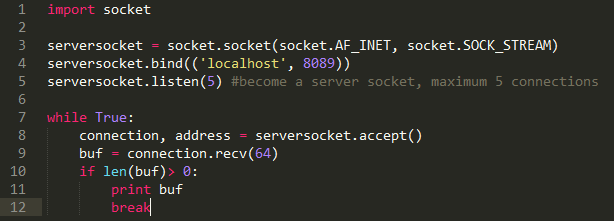 1 import socket
2
3 serversocket = socket.socket(socket.AF_INET, socket.SOCK_STREAM)
4 serversocket.bind(('localhost', 8089))
5 serversocket.listen(5) #become a server socket, maximum 5 connections
6
7 while True:
8     connection, address = serversocket.accept()
9     buf = connection.recv(64)
10     if len(buf)> 0:
11         print buf
12         break